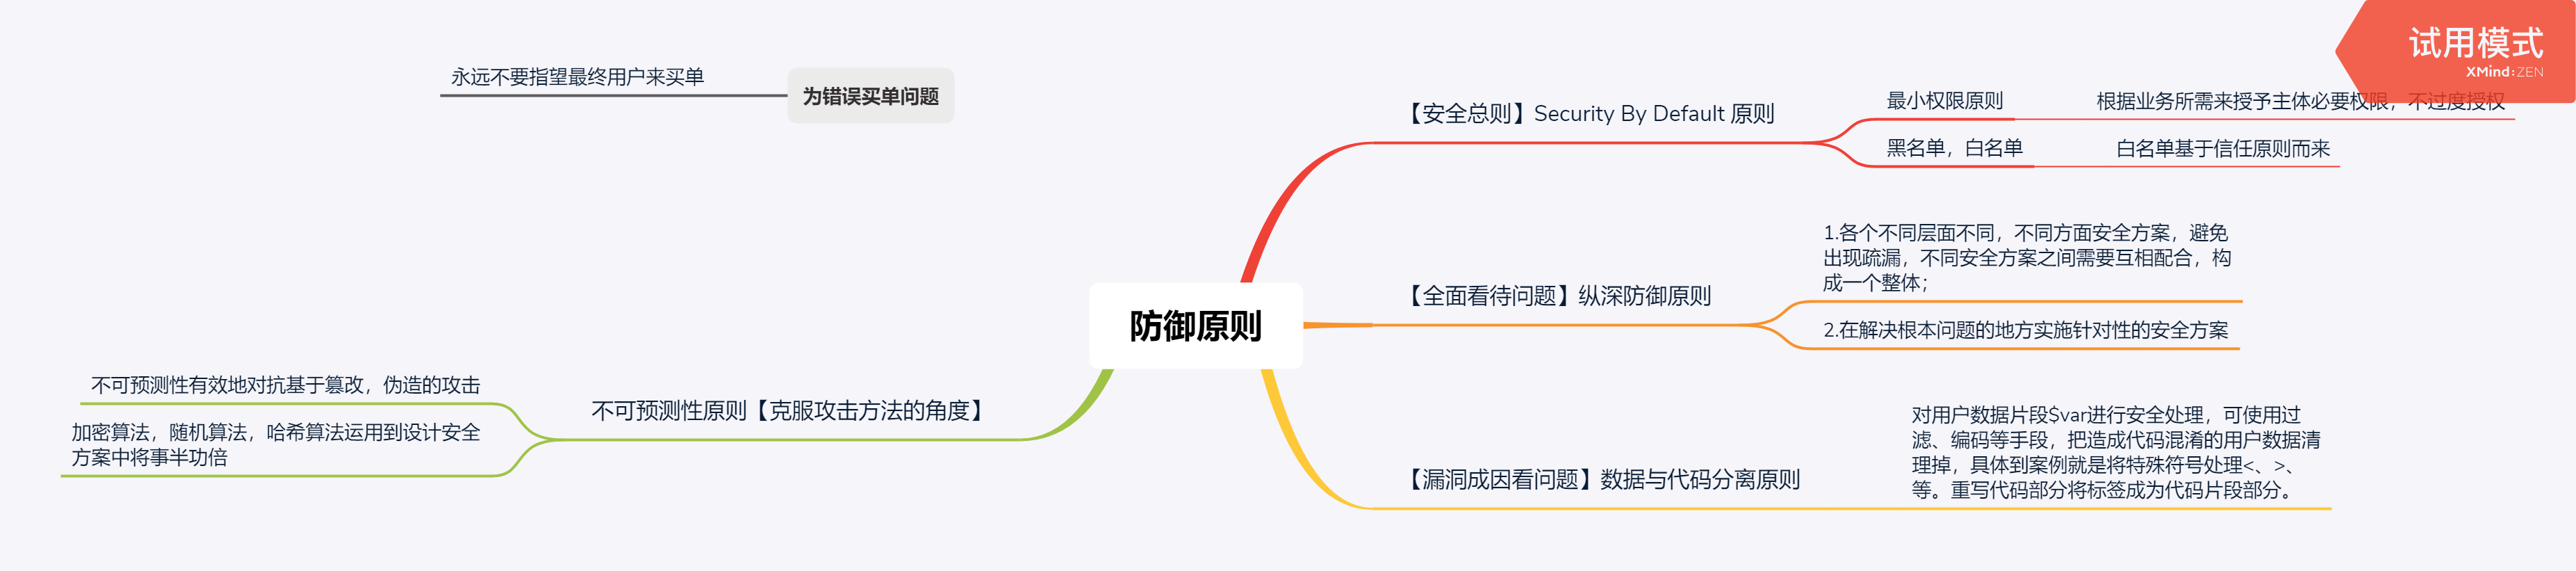 试用模式
XMind:ZEN
永远不要指望最终用户来买单
为错误买单问题
【安全总则】Security By Default 原则
最小权限原则
根据业务所需来授予主体必要权限，不过度授权
黑名单，白名单
白名单基于信任原则而来
1.各个不同层面不同，不同方面安全方案，避免
出现疏漏，不同安全方案之间需要互相配合，构
成一个整体；
【全面看待问题】纵深防御原则
2.在解决根本问题的地方实施针对性的安全方案
防御原则
不可预测性有效地对抗基于篡改，伪造的攻击
不可预测性原则【克服攻击方法的角度】
加密算法，随机算法，哈希算法运用到设计安全
方案中将事半功倍
【漏洞成因看问题】数据与代码分离原则
对用户数据片段$var进行安全处理，可使用过
滤、编码等手段，把造成代码混淆的用户数据清
理掉，具体到案例就是将特殊符号处理<、>、
等。重写代码部分将标签成为代码片段部分。